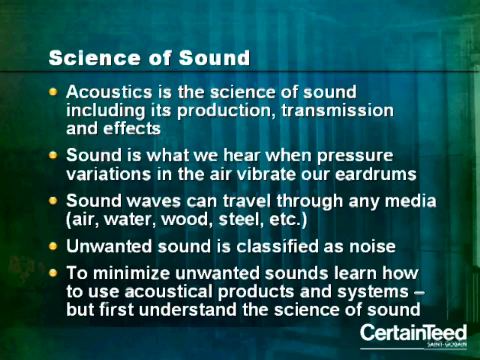 Science of Sound
Acoustics is the science of sound
including its production, transmission
and effects
Sound is what we hear when pressure
variations in the air vibrate our eardrums
Sound waves can travel through any media
(air, water, wood, steel, etc.)
Unwanted sound is classified as noise
To minimize unwanted sounds learn how
to use acoustical products and systems –
but first understand the science of sound
CertainTeed
SAINT-GOBAIN